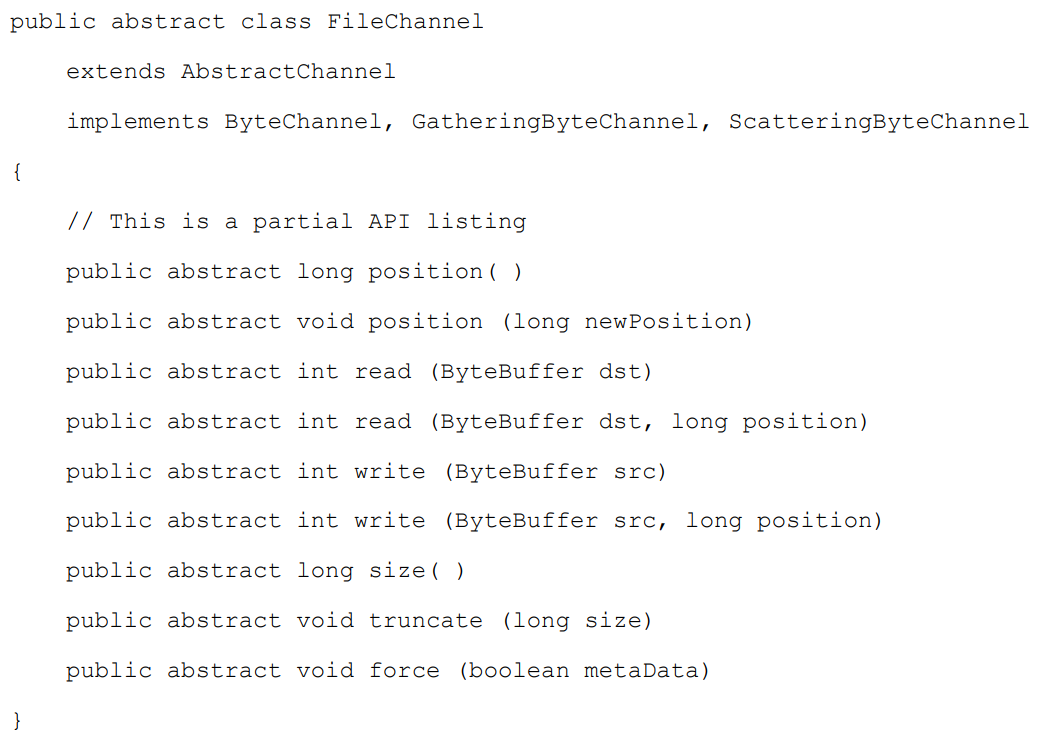 public abstract class FileChannel
extends AbstractChannel
implements ByteChannel, GatheringByteChannel, ScatteringByteChannel
{
// This is a partial API listing
public abstract long position( )
public abstract void position (long newPosition)
public abstract int read (ByteBuffer dst)
public abstract int read (ByteBuffer dst, long position)
public abstract int write (ByteBuffer src)
public abstract int write (ByteBuffer src, long position)
public abstract long size( )
public abstract void truncate (long size)
public abstract void force (boolean metaData)
}